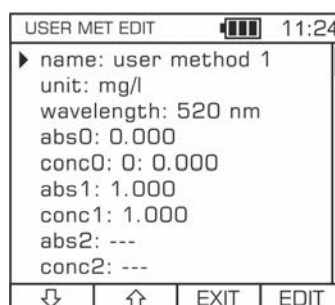 USER MET EDIT 11:24
name: user method 1
unit: mg/l
wavelength: 520 nm
abs0: 0.000
conc0: 0: 0.000
abs1: 1.000
conc1: 1.000
abs2: ---
conc2: ---
EXIT EDIT